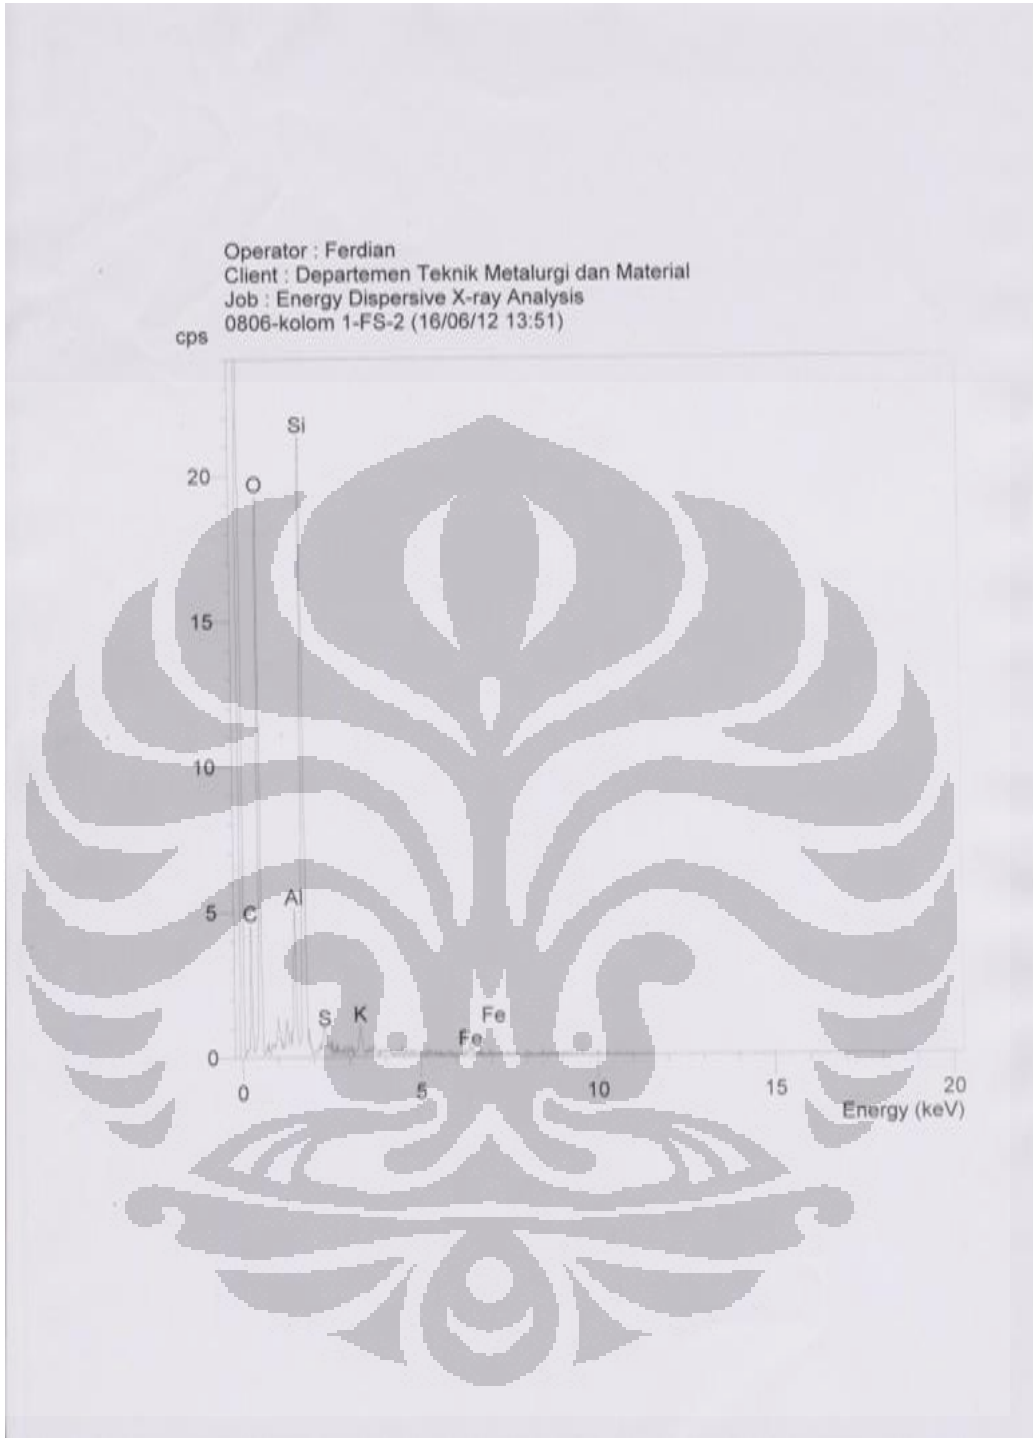 Operator : Ferdian
Client : Departemen Teknik Metalurgi dan Material
Job : Energy Dispersive X-ray Analysis
0806-kolom 1-FS-2 (16/06/12 13:51)
cps
Si
20
O
15
10
Al
5
C
S
K
Fe
Fe
0
0
5
10
15
20
Energy (keV)